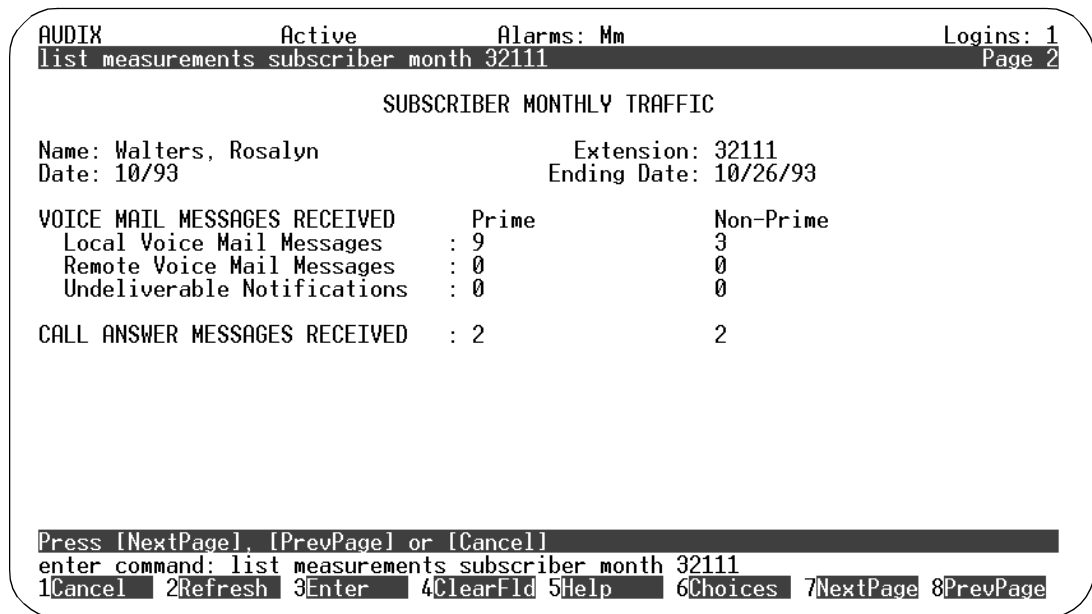 AUDIX Active Alarms: Mm Logins: 1
list measurements subscriber month 32111 Page 2
SUBSCRIBER MONTHLY TRAFFIC
Name: Walters, Rosalyn Extension: 32111
Date: 10/93 Ending Date: 10/26/93
VOICE MAIL MESSAGES RECEIVED Prime Non-Prime
Local Voice Mail Messages : 9 3
Remote Voice Mail Messages : 0 0
Undeliverable Notifications : 0 0
CALL ANSWER MESSAGES RECEIVED : 2 2
Press [NextPage], [PrevPage] or [Cancel]
enter command: list measurements subscriber month 32111
1Cancel 2Refresh 3Enter 4ClearFld 5Help 6Choices 7NextPage 8PrevPage